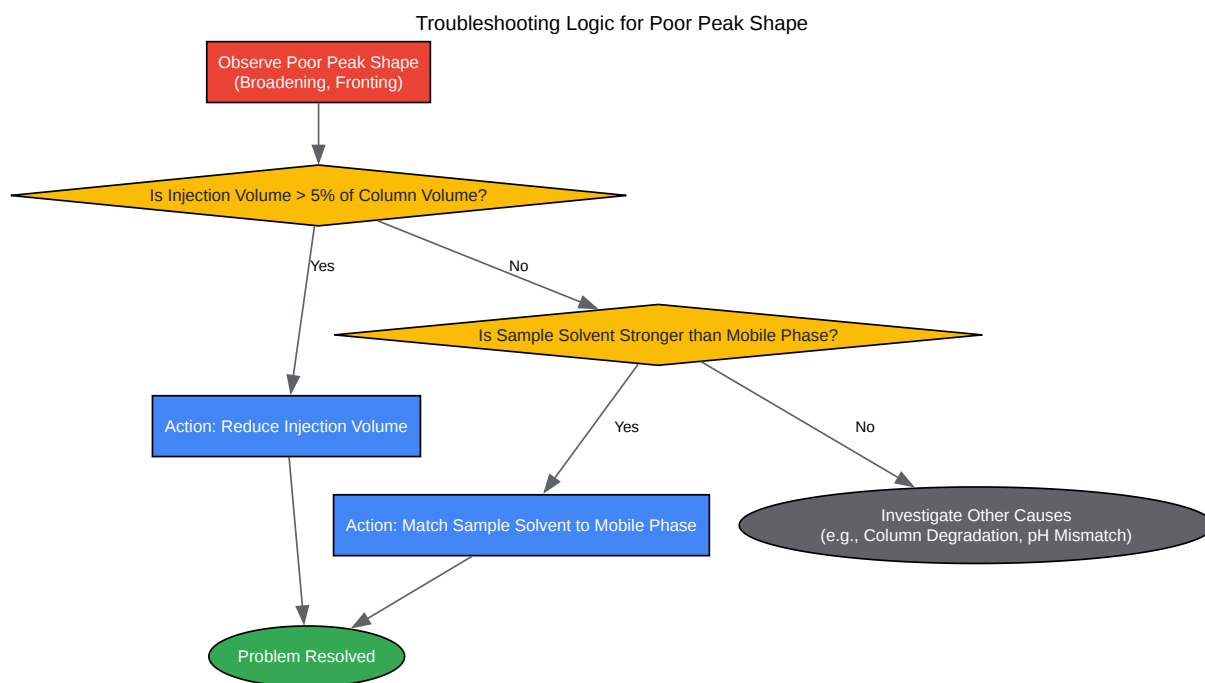 Troubleshooting Logic for Poor Peak Shape
Observe Poor Peak Shape
(Broadening, Fronting)
Is Injection Volume > 5% of Column Volume?
Yes
No
Is Sample Solvent Stronger than Mobile Phase?
Action: Reduce Injection Volume
Yes
No
Action: Match Sample Solvent to Mobile Phase
Investigate Other Causes
(e.g., Column Degradation, pH Mismatch)
Problem Resolved